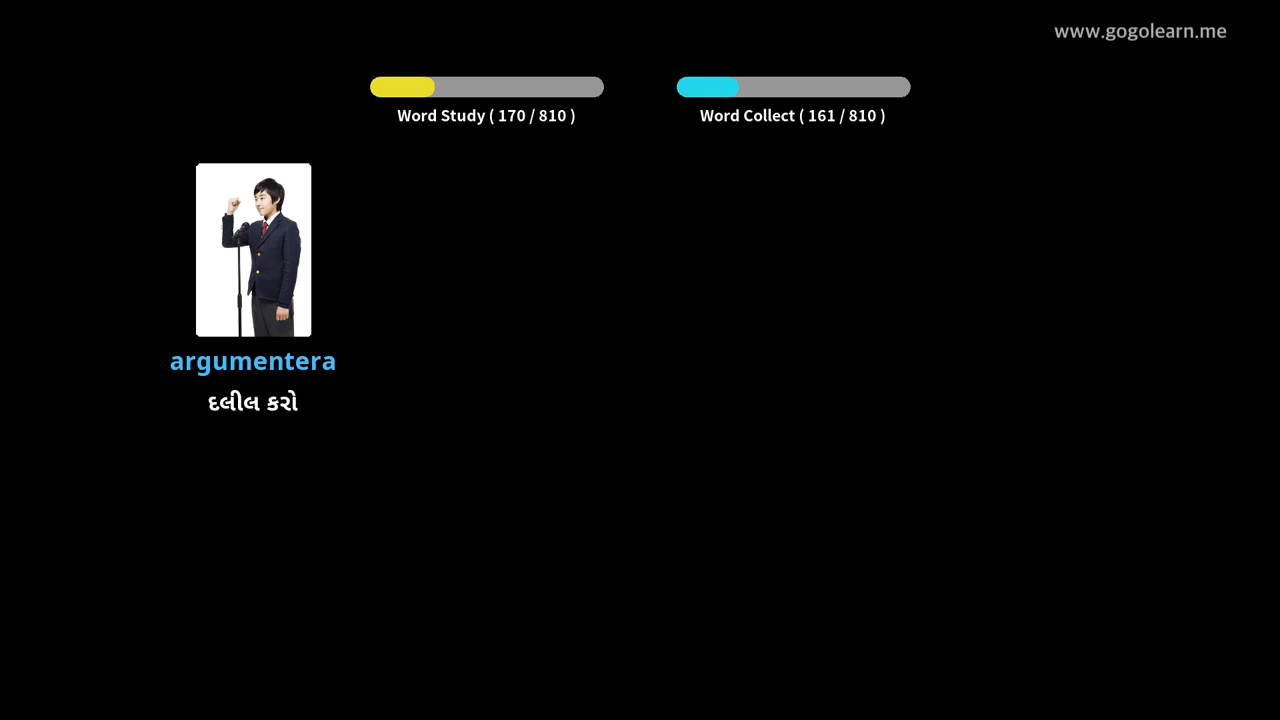 www.gogolearn.me
Word Study ( 170 / 810 )
Word Collect ( 161 / 810 )
argumentera
દલીલ કરો